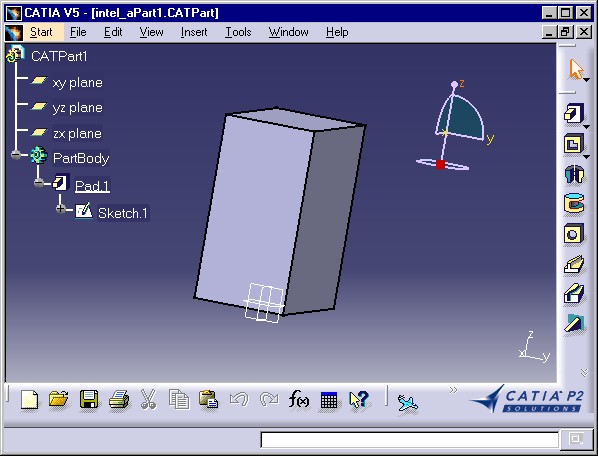 CATIA V5 - [intel_aPart1.CATPart]
Start File Edit View Insert Tools Window Help
CATPart1
xy plane
yz plane
zx plane
PartBody
Pad.1
Sketch.1
z
y
z
x y
f(x)
?
CATIA P2
SOLUTIONS